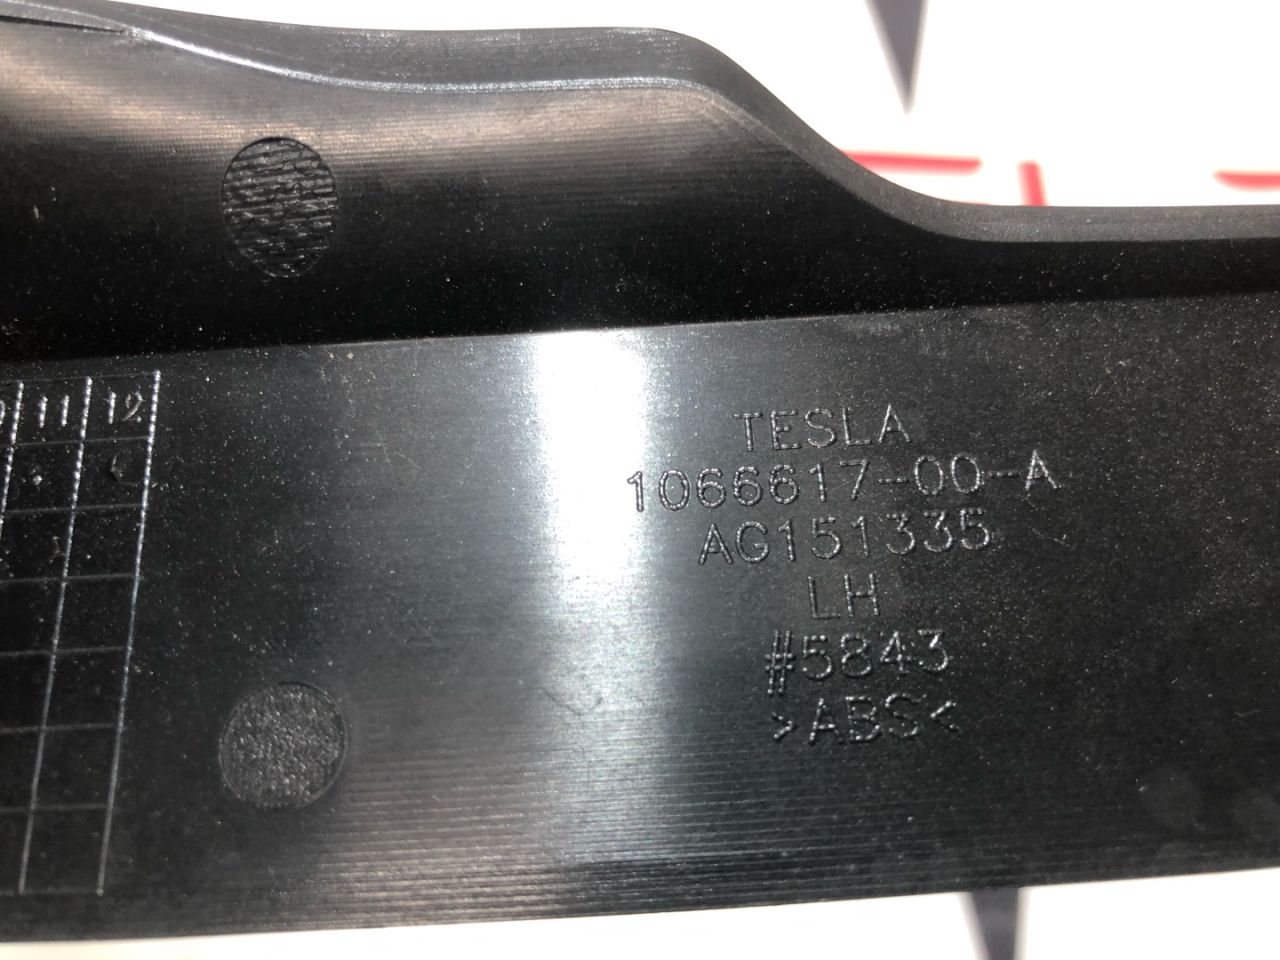 11 12
TESLA
1066617-00-A
AG151335
LH
#5843
>ABS<